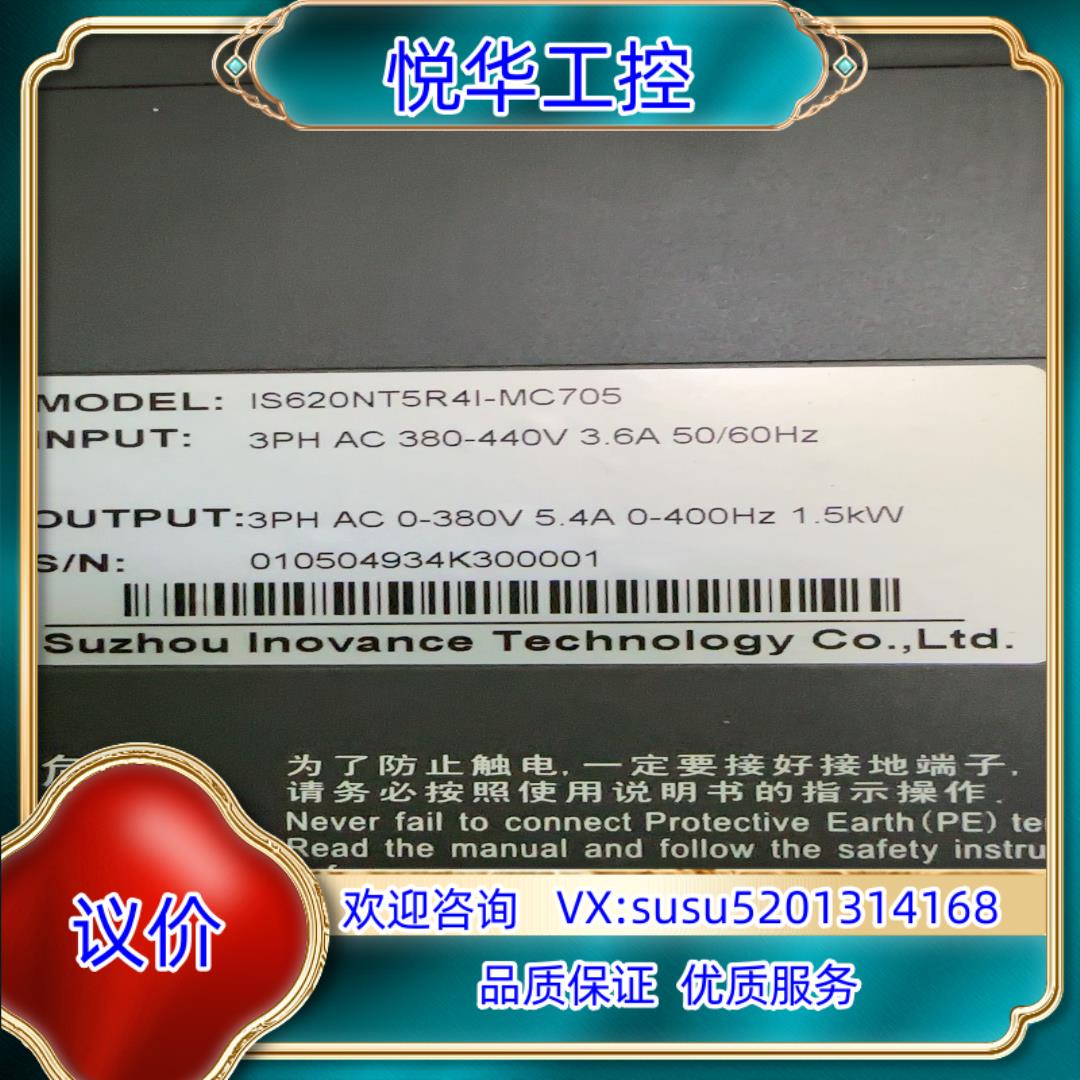 悦华工控
MODEL: IS620NT5R4I-MC705
INPUT: 3PH AC 380-440V 3.6A 50/60Hz
OUTPUT: 3PH AC 0-380V 5.4A 0-400Hz 1.5kW
S/N: 010504934K300001
Suzhou Inovance Technology Co.,Ltd.
为了防止触电,一定要接好接地端子.
请务必按照使用说明书的指示操作.
Never fail to connect Protective Earth(PE)
Read the manual and follow the safety
议价
欢迎咨询 VX:susu5201314168
品质保证 优质服务